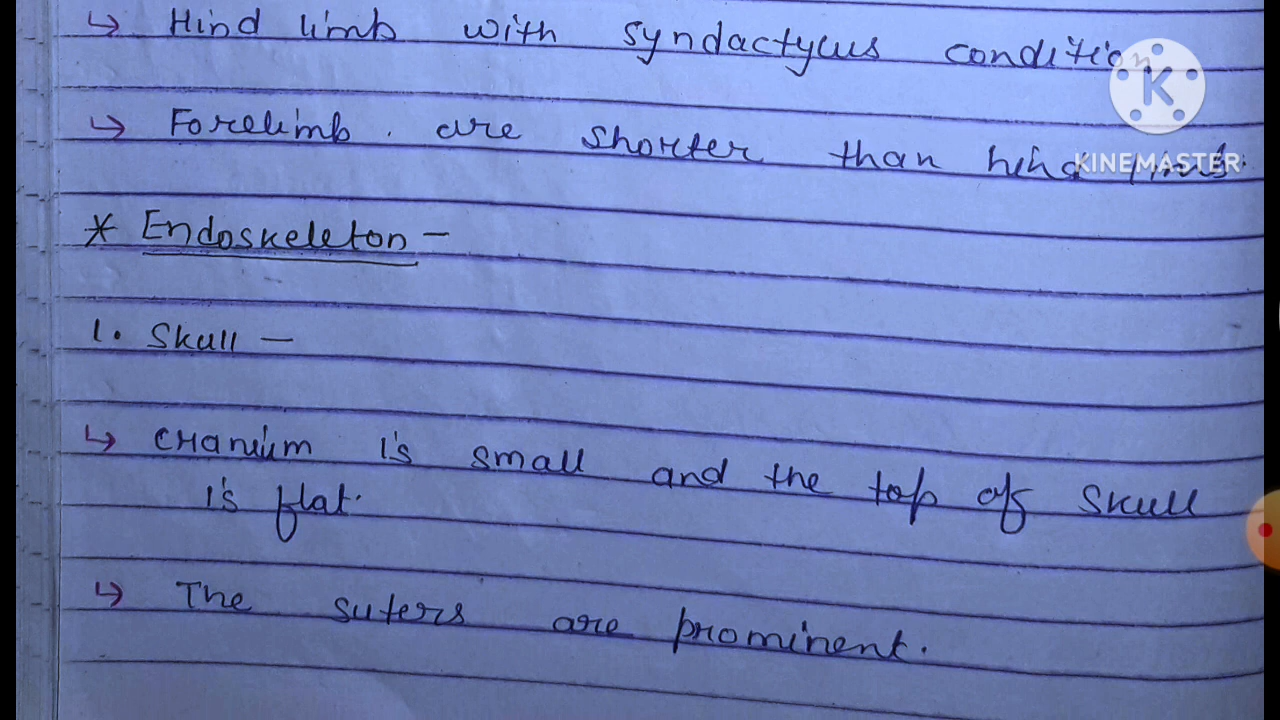 ↳ Hind limb with syndactylus condition
↳ Forelimb. are shorter than hind limbs.
* Endoskeleton -
1. Skull -
↳ Cranium is small and the top of skull
is flat.
↳ The suters are prominent.
K
KINEMASTER